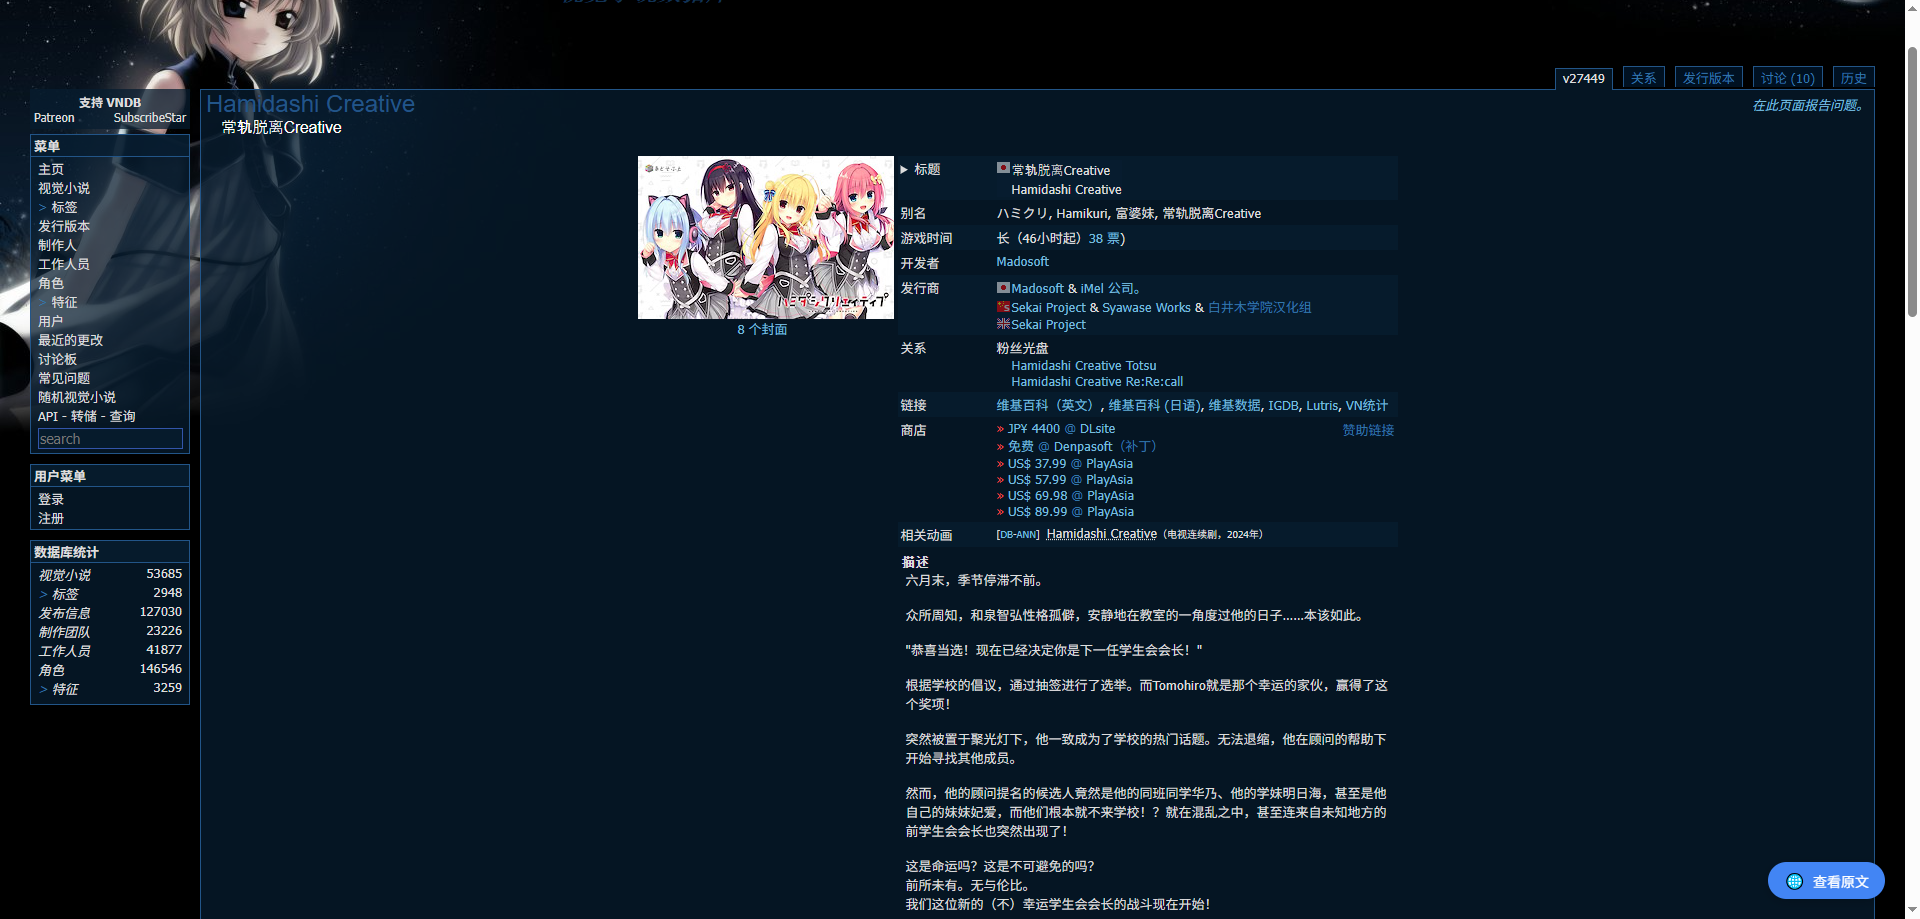 v27449
关系
发行版本
讨论 (10)
历史
支持 VNDB
Patreon
SubscribeStar
菜单
主页
视觉小说
> 标签
发行版本
制作人
工作人员
角色
> 特征
用户
最近的更改
讨论板
常见问题
随机视觉小说
API - 转储 - 查询
search
用户菜单
登录
注册
数据库统计
视觉小说 53685
> 标签 2948
发布信息 127030
制作团队 23226
工作人员 41877
角色 146546
> 特征 3259
Hamidashi Creative
在此页面报告问题。
常轨脱离Creative
ハミダシクリエイティブ
8 个封面
▶ 标题 常轨脱离Creative
Hamidashi Creative
别名 ハミクリ, Hamikuri, 富婆妹, 常轨脱离Creative
游戏时间 长（46小时起）38 票)
开发者 Madosoft
发行商 Madosoft & iMel 公司。
Sekai Project & Syawase Works & 白井木学院汉化组
Sekai Project
关系 粉丝光盘
Hamidashi Creative Totsu
Hamidashi Creative Re:Re:call
链接 维基百科（英文）, 维基百科 (日语), 维基数据, IGDB, Lutris, VN统计
商店 » JP¥ 4400 @ DLsite 赞助链接
» 免费 @ Denpasoft（补丁）
» US$ 37.99 @ PlayAsia
» US$ 57.99 @ PlayAsia
» US$ 69.98 @ PlayAsia
» US$ 89.99 @ PlayAsia
相关动画 [DB-ANN] Hamidashi Creative（电视连续剧，2024年）
描述
六月末，季节停滞不前。
众所周知，和泉智弘性格孤僻，安静地在教室的一角度过他的日子……本该如此。
"恭喜当选！现在已经决定你是下一任学生会会长！"
根据学校的倡议，通过抽签进行了选举。而Tomohiro就是那个幸运的家伙，赢得了这
个奖项！
突然被置于聚光灯下，他一致成为了学校的热门话题。无法退缩，他在顾问的帮助下
开始寻找其他成员。
然而，他的顾问提名的候选人竟然是他的同班同学华乃、他的学妹明日海，甚至是他
自己的妹妹妃爱，而他们根本就不来学校！？就在混乱之中，甚至连来自未知地方的
前学生会会长也突然出现了！
这是命运吗？这是不可避免的吗？
前所未有。无与伦比。
我们这位新的（不）幸运学生会会长的战斗现在开始！
查看原文